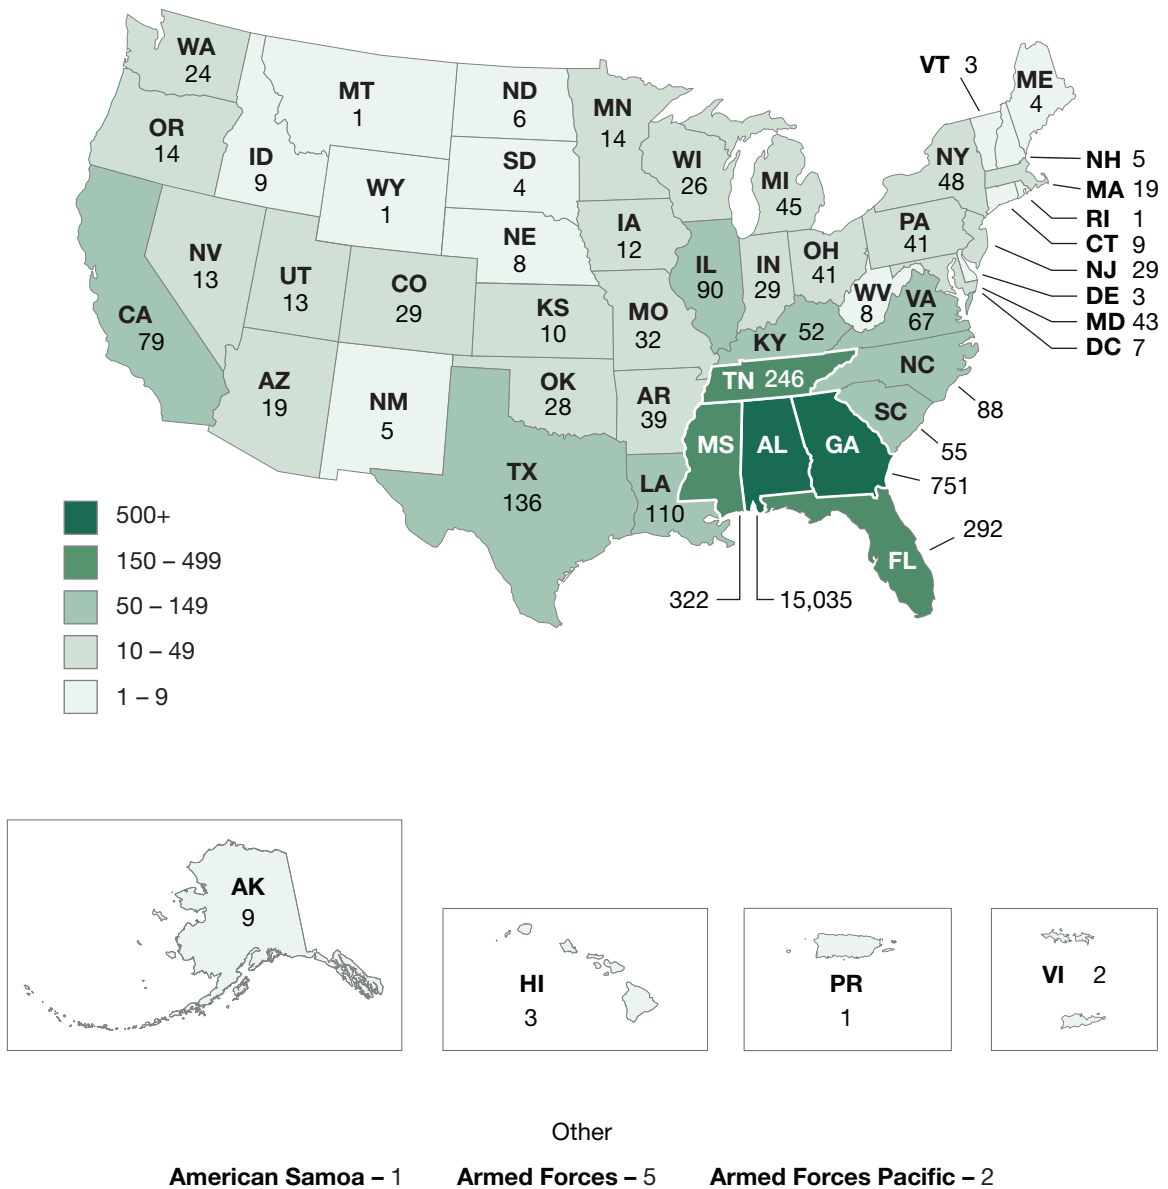 WA
24
OR
14
CA
79
ID
9
NV
13
MT
1
WY
1
UT
13
AZ
19
CO
29
NM
5
ND
6
SD
4
NE
8
KS
10
OK
28
TX
136
MN
14
IA
12
MO
32
AR
39
LA
110
WI
26
IL
90
MI
45
IN
29
OH
41
KY 52
TN 246
MS
322
AL
15,035
GA
751
FL
292
SC
55
NC
88
VA
67
WV
8
PA
41
NY
48
VT 3
ME
4
NH 5
MA 19
RI 1
CT 9
NJ 29
DE 3
MD 43
DC 7
500+
150 – 499
50 – 149
10 – 49
1 – 9
AK
9
HI
3
PR
1
VI 2
Other
American Samoa – 1 Armed Forces – 5 Armed Forces Pacific – 2